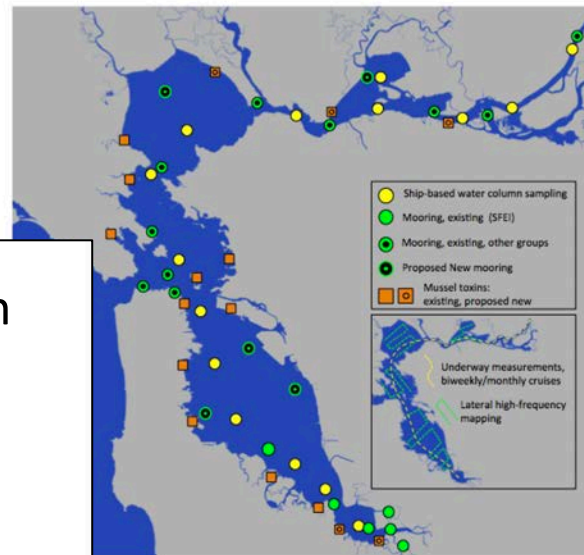 Ship-based water column sampling
Mooring, existing (SFEI)
Mooring, existing, other groups
Proposed New mooring
Mussel toxins:
existing, proposed new
Underway measurements,
biweekly/monthly cruises
Lateral high-frequency
mapping